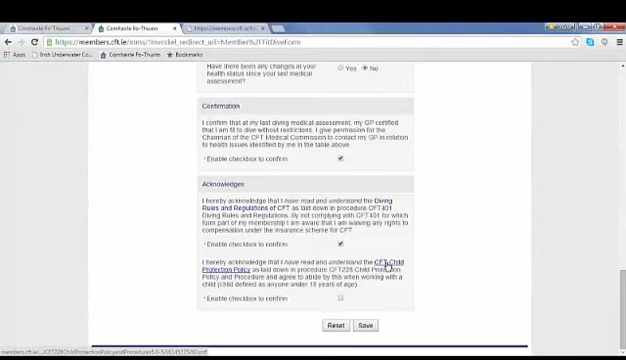 Comhairle Fo-Thuinn
Comhairle Fo-Thuinn
https://members.cft.ie/
https://members.cft.ie/mms/?mvcskel_redirect_url=Member%2FFitDiveForm
Apps
Irish Underwater Co
Comhairle Fo-Thuinn
Bookmarks
Have there been any changes in your
health status since your last medical
assessment?
Yes
No
Confirmation
I confirm that at my last diving medical assessment, my GP certified
that I am fit to dive without restrictions. I give permission for the
Chairman of the CFT Medical Commission to contact my GP in relation
to health issues identified by me in the table above.
*Enable checkbox to confirm
Acknowledges
I hereby acknowledge that I have read and understand the Diving
Rules and Regulations of CFT as laid down in procedure CFT401
Diving Rules and Regulations. By not complying with CFT401 for which
form part of my membership I am aware that I am waiving any rights to
compensation under the insurance scheme for CFT
*Enable checkbox to confirm
I hereby acknowledge that I have read and understand the CFT Child
Protection Policy as laid down in procedure CFT228 Child Protection
Policy and Procedure and agree to abide by this when working with a
child (child defined as anyone under 18 years of age)
*Enable checkbox to confirm
Reset
Save